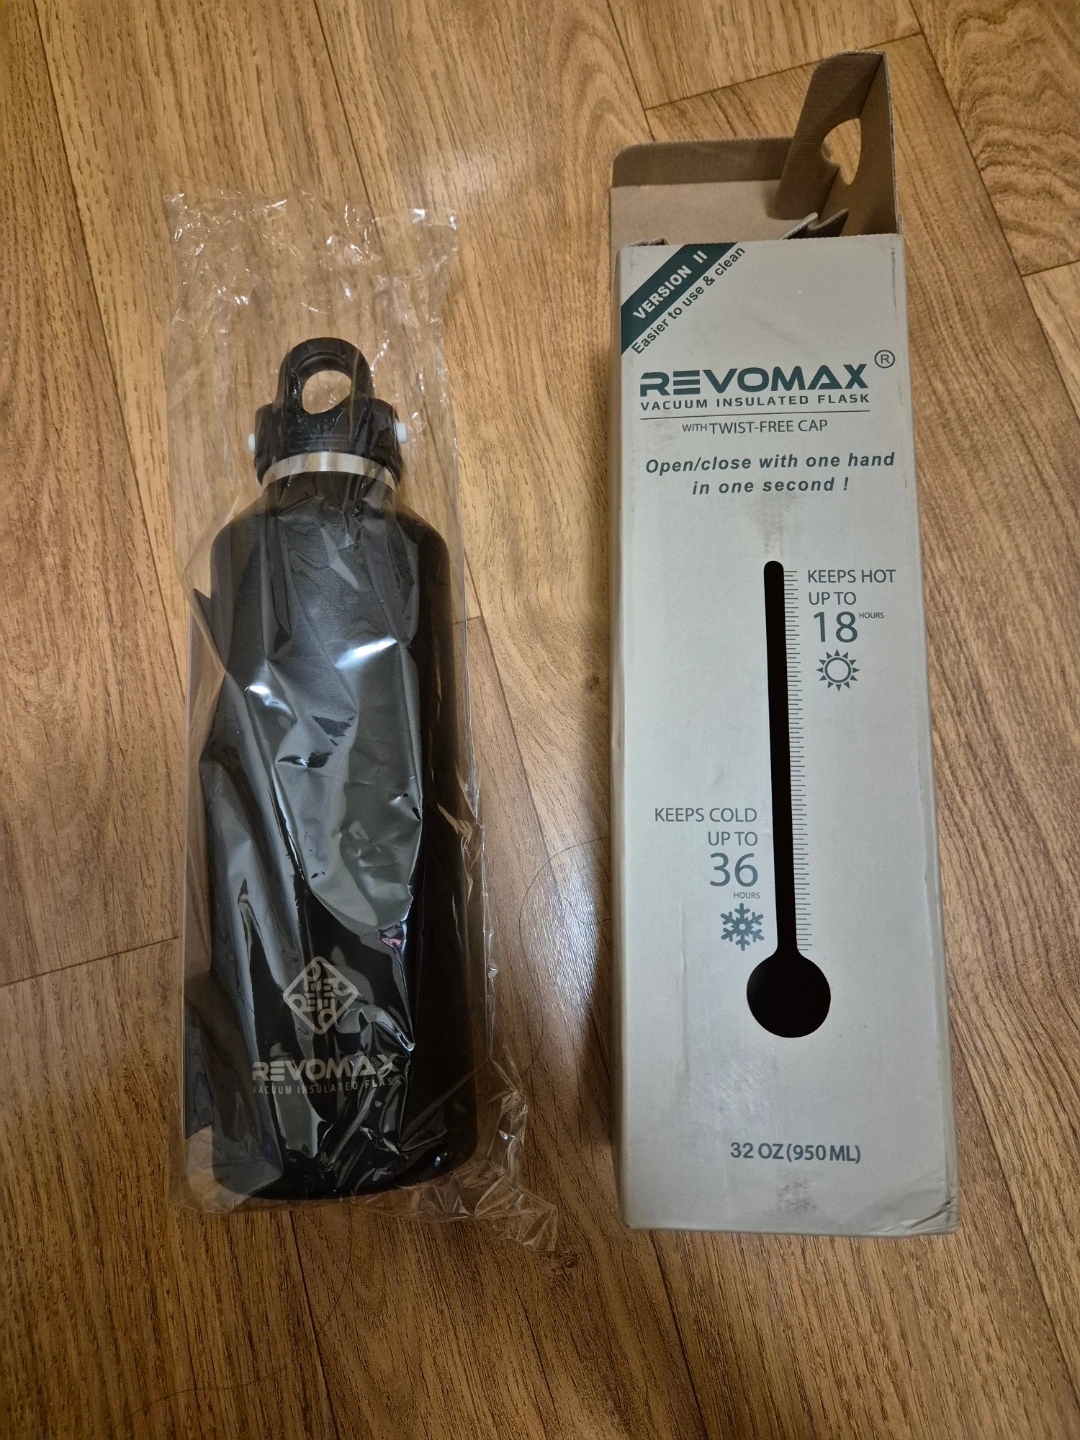 REVOMAX
VACUUM INSULATED FLASK
VERSION II
Easier to use & clean
REVOMAX ®
VACUUM INSULATED FLASK
WITH TWIST-FREE CAP
Open/close with one hand
in one second !
KEEPS HOT
UP TO
18 HOURS
KEEPS COLD
UP TO
36
HOURS
32 OZ(950 ML)